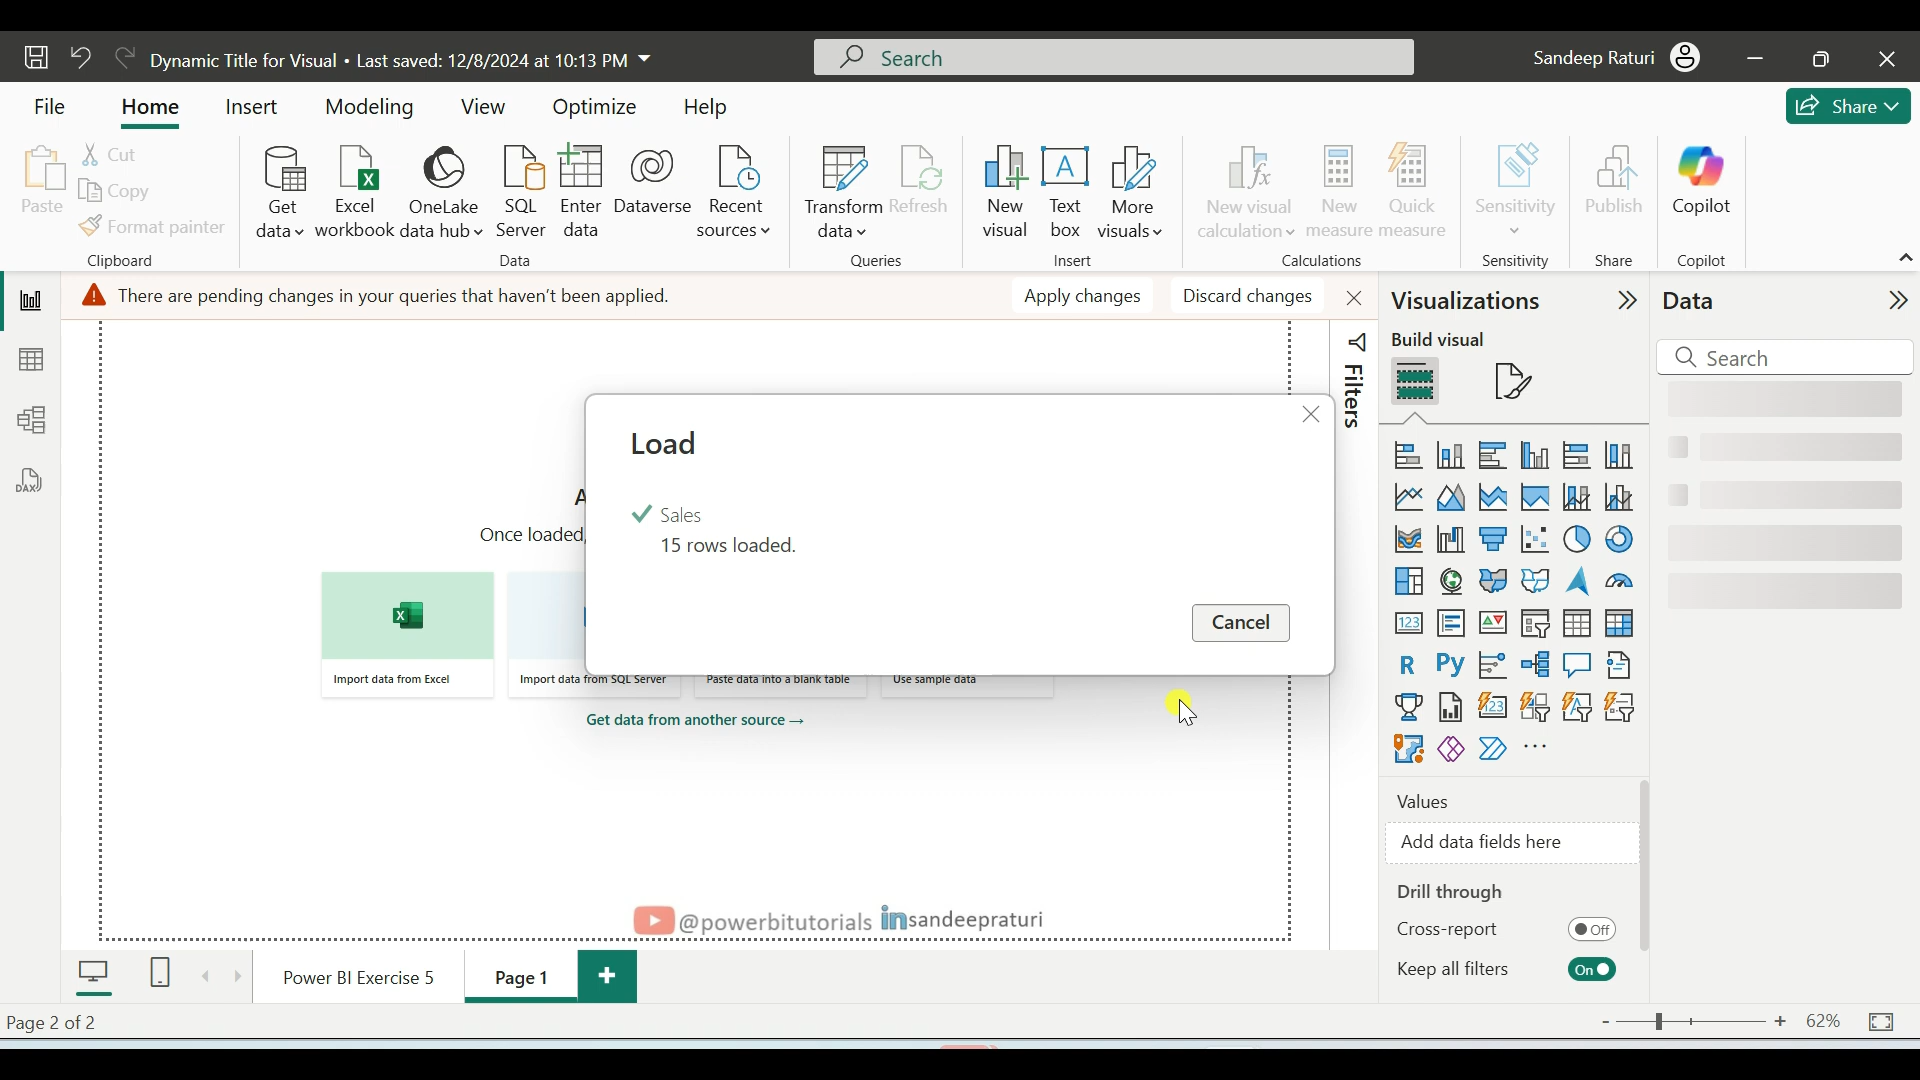 Dynamic Title for Visual • Last saved: 12/8/2024 at 10:13 PM
Search
Sandeep Raturi
File
Home
Insert
Modeling
View
Optimize
Help
Share
Paste
Cut
Copy
Format painter
Clipboard
Get
data
Excel
workbook
OneLake
data hub
SQL
Server
Enter
data
Dataverse
Recent
sources
Data
Transform
data
Refresh
Queries
New
visual
Text
box
More
visuals
Insert
New visual
calculation
New
measure
Quick
measure
Calculations
Sensitivity
Sensitivity
Publish
Share
Copilot
Copilot
There are pending changes in your queries that haven't been applied.
Apply changes
Discard changes
Filters
Visualizations
Build visual
Data
Search
Load
Sales
15 rows loaded.
Cancel
Once loaded,
Import data from Excel
Import data from SQL Server
Paste data into a blank table
Use sample data
Get data from another source →
@powerbitutorials
in sandeepraturi
DAX
123
R
Py
123
Values
Add data fields here
Drill through
Cross-report
Off
Keep all filters
On
Power BI Exercise 5
Page 1
Page 2 of 2
62%